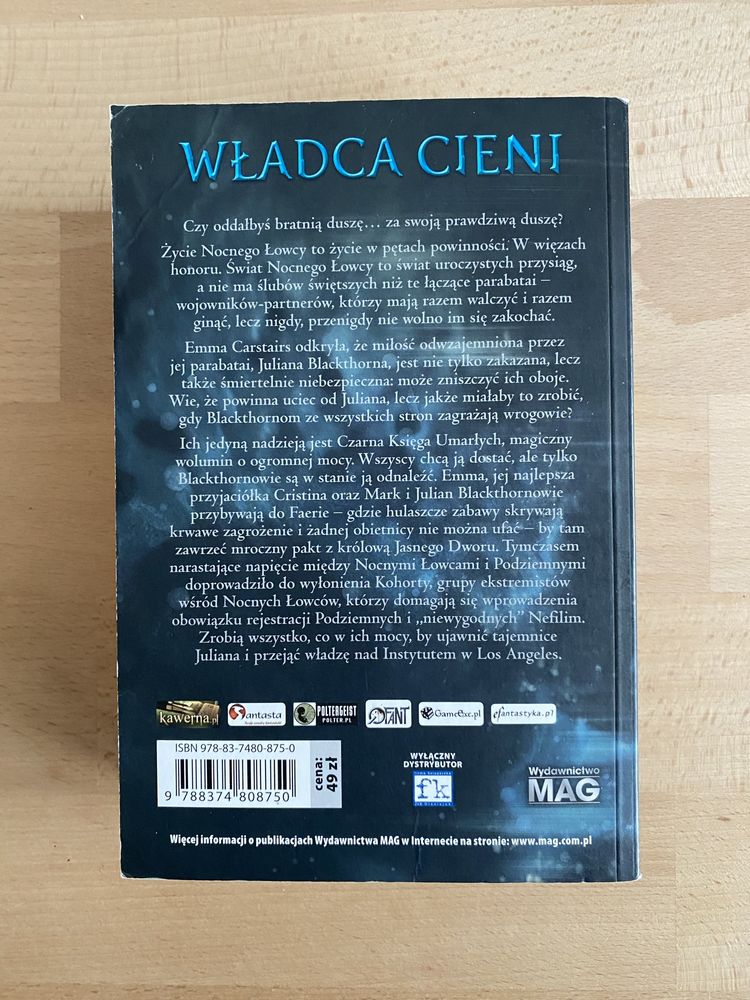 WŁADCA CIENI
Czy oddałbyś bratnią duszę... za swoją prawdziwą duszę?
Życie Nocnego Łowcy to życie w pętach powinności. W więzach
honoru. Świat Nocnego Łowcy to świat uroczystych przysiąg,
a nie ma ślubów świętszych niż te łączące parabatai –
wojowników-partnerów, którzy mają razem walczyć i razem
ginąć, lecz nigdy, przenigdy nie wolno im się zakochać.
Emma Carstairs odkryła, że miłość odwzajemniona przez
jej parabatai, Juliana Blackthorna, jest nie tylko zakazana, lecz
także śmiertelnie niebezpieczna: może zniszczyć ich oboje.
Wie, że powinna uciec od Juliana, lecz jakże miałaby to zrobić,
gdy Blackthornom ze wszystkich stron zagrażają wrogowie?
Ich jedyną nadzieją jest Czarna Księga Umarłych, magiczny
wolumin o ogromnej mocy. Wszyscy chcą ją dostać, ale tylko
Blackthornowie są w stanie ją odnaleźć. Emma, jej najlepsza
przyjaciółka Cristina oraz Mark i Julian Blackthornowie
przybywają do Faerie – gdzie hulaszcze zabawy skrywają
krwawe zagrożenie i żadnej obietnicy nie można ufać – by tam
zawrzeć mroczny pakt z królową Jasnego Dworu. Tymczasem
narastające napięcie między Nocnymi Łowcami i Podziemnymi
doprowadziło do wyłonienia Kohorty, grupy ekstremistów
wśród Nocnych Łowców, którzy domagają się wprowadzenia
obowiązku rejestracji Podziemnych i ,,niewygodnych" Nefilim.
Zrobią wszystko, co w ich mocy, by ujawnić tajemnice
Juliana i przejąć władzę nad Instytutem w Los Angeles.
kawerna.pl fantasta POLTERGEIST POLTER.PL QFANT GameExe.pl efantastyka.pl
ISBN 978-83-7480-875-0
9 788374 808750
cena:
49 zł
WYŁĄCZNY
DYSTRYBUTOR
fk
Wydawnictwo
MAG
Więcej informacji o publikacjach Wydawnictwa MAG w Internecie na stronie: www.mag.com.pl